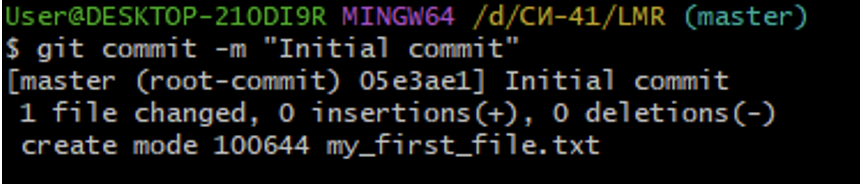 User@DESKTOP-210DI9R MINGW64 /d/СИ-41/LMR (master)
$ git commit -m "Initial commit"
[master (root-commit) 05e3ae1] Initial commit
 1 file changed, 0 insertions(+), 0 deletions(-)
 create mode 100644 my_first_file.txt